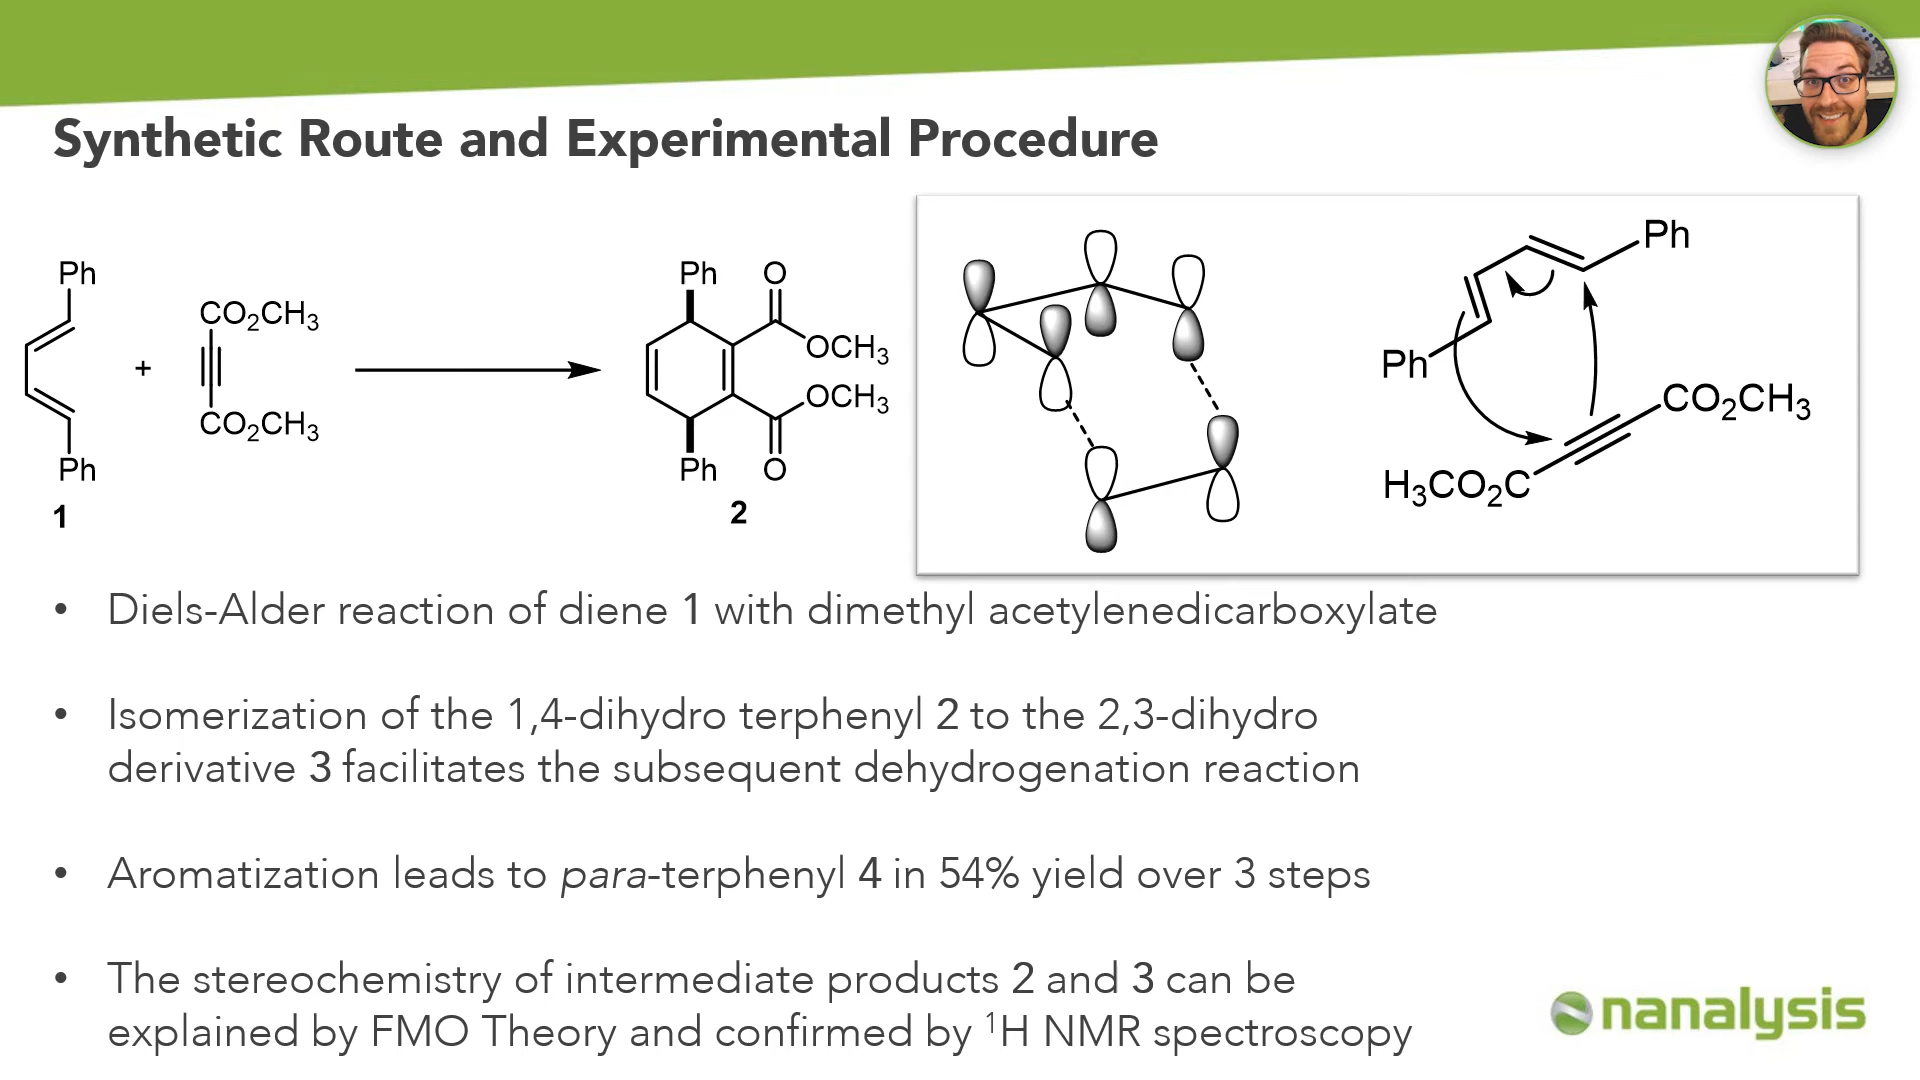 Synthetic Route and Experimental Procedure
Ph
CO₂CH₃
+
CO₂CH₃
Ph
1
Ph
O
OCH₃
OCH₃
Ph
O
2
Ph
Ph
CO₂CH₃
H₃CO₂C
• Diels-Alder reaction of diene 1 with dimethyl acetylenedicarboxylate
• Isomerization of the 1,4-dihydro terphenyl 2 to the 2,3-dihydro
derivative 3 facilitates the subsequent dehydrogenation reaction
• Aromatization leads to para-terphenyl 4 in 54% yield over 3 steps
• The stereochemistry of intermediate products 2 and 3 can be
explained by FMO Theory and confirmed by ¹H NMR spectroscopy
nanalysis